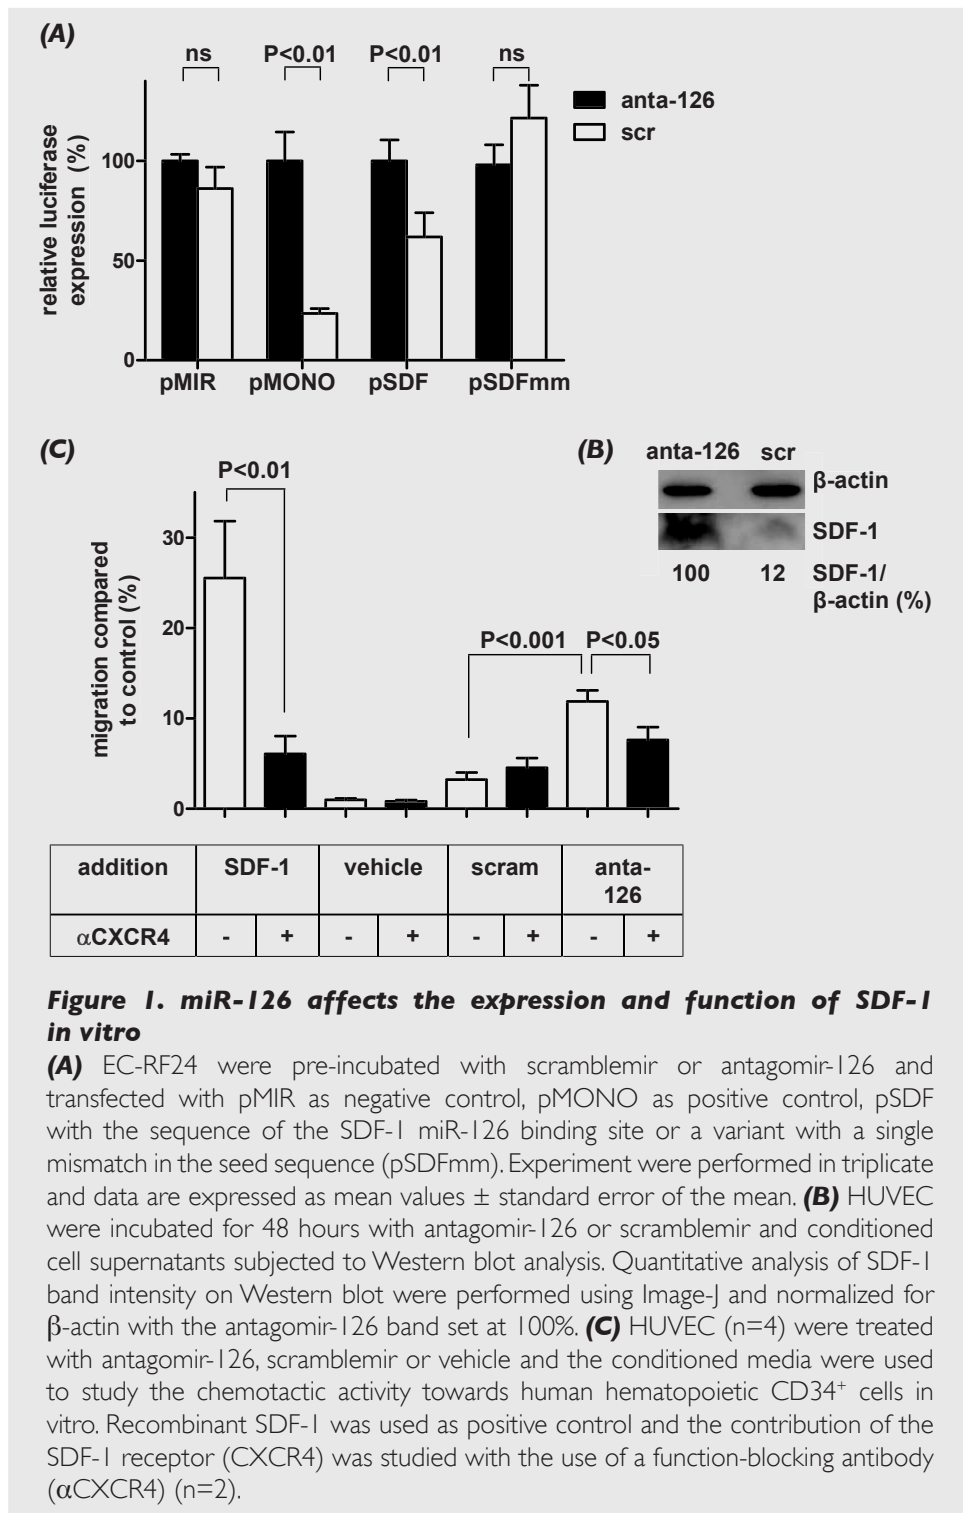 (A)
ns P<0.01 P<0.01 ns
anta-126
scr
relative luciferase
expression (%)
100
50
0
pMIR pMONO pSDF pSDFmm
(C)
P<0.01
migration compared
to control (%)
30
20
10
0
P<0.001 P<0.05
(B)
anta-126 scr
β-actin
SDF-1
100 12 SDF-1/
β-actin (%)
addition SDF-1 vehicle scram anta-
126
αCXCR4 - + - + - + - +
Figure 1. miR-126 affects the expression and function of SDF-1
in vitro
(A) EC-RF24 were pre-incubated with scramblemir or antagomir-126 and
transfected with pMIR as negative control, pMONO as positive control, pSDF
with the sequence of the SDF-1 miR-126 binding site or a variant with a single
mismatch in the seed sequence (pSDFmm). Experiment were performed in triplicate
and data are expressed as mean values ± standard error of the mean. (B) HUVEC
were incubated for 48 hours with antagomir-126 or scramblemir and conditioned
cell supernatants subjected to Western blot analysis. Quantitative analysis of SDF-1
band intensity on Western blot were performed using Image-J and normalized for
β-actin with the antagomir-126 band set at 100%. (C) HUVEC (n=4) were treated
with antagomir-126, scramblemir or vehicle and the conditioned media were used
to study the chemotactic activity towards human hematopoietic CD34⁺ cells in
vitro. Recombinant SDF-1 was used as positive control and the contribution of the
SDF-1 receptor (CXCR4) was studied with the use of a function-blocking antibody
(αCXCR4) (n=2).